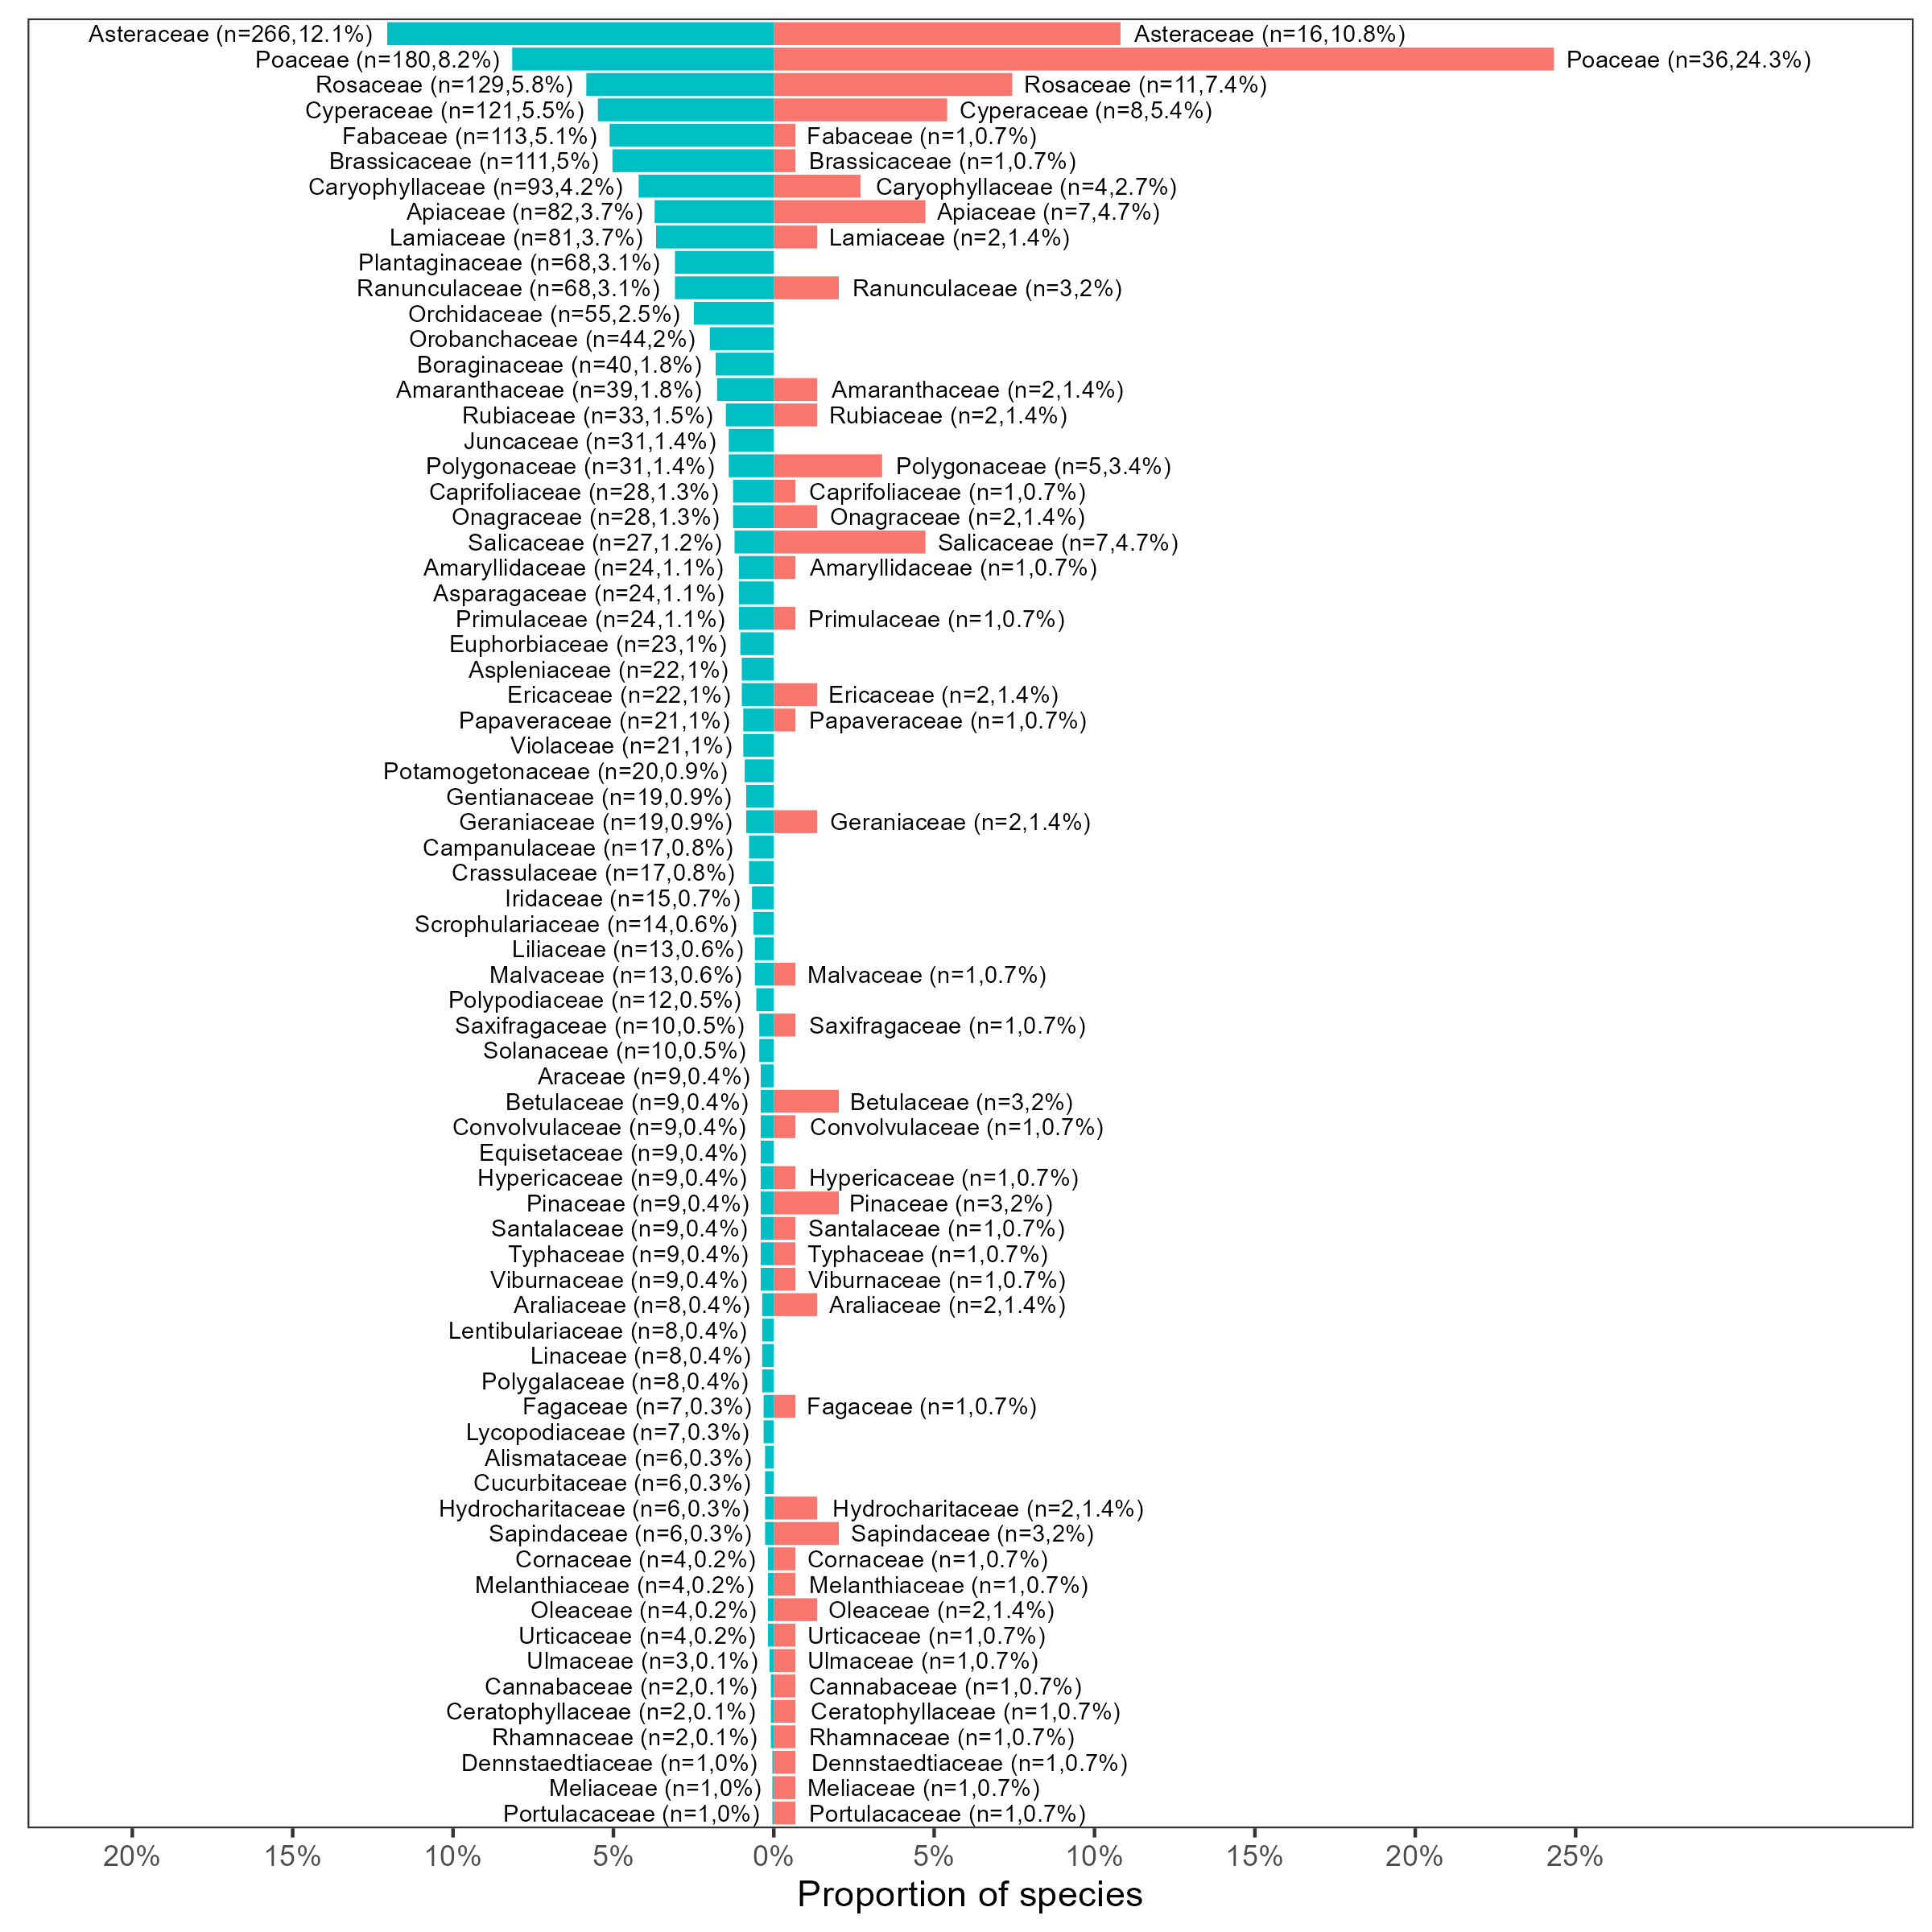 Asteraceae (n=266,12.1%) Asteraceae (n=16,10.8%)
Poaceae (n=180,8.2%) Poaceae (n=36,24.3%)
Rosaceae (n=129,5.8%) Rosaceae (n=11,7.4%)
Cyperaceae (n=121,5.5%) Cyperaceae (n=8,5.4%)
Fabaceae (n=113,5.1%) Fabaceae (n=1,0.7%)
Brassicaceae (n=111,5%) Brassicaceae (n=1,0.7%)
Caryophyllaceae (n=93,4.2%) Caryophyllaceae (n=4,2.7%)
Apiaceae (n=82,3.7%) Apiaceae (n=7,4.7%)
Lamiaceae (n=81,3.7%) Lamiaceae (n=2,1.4%)
Plantaginaceae (n=68,3.1%)
Ranunculaceae (n=68,3.1%) Ranunculaceae (n=3,2%)
Orchidaceae (n=55,2.5%)
Orobanchaceae (n=44,2%)
Boraginaceae (n=40,1.8%)
Amaranthaceae (n=39,1.8%) Amaranthaceae (n=2,1.4%)
Rubiaceae (n=33,1.5%) Rubiaceae (n=2,1.4%)
Juncaceae (n=31,1.4%)
Polygonaceae (n=31,1.4%) Polygonaceae (n=5,3.4%)
Caprifoliaceae (n=28,1.3%) Caprifoliaceae (n=1,0.7%)
Onagraceae (n=28,1.3%) Onagraceae (n=2,1.4%)
Salicaceae (n=27,1.2%) Salicaceae (n=7,4.7%)
Amaryllidaceae (n=24,1.1%) Amaryllidaceae (n=1,0.7%)
Asparagaceae (n=24,1.1%)
Primulaceae (n=24,1.1%) Primulaceae (n=1,0.7%)
Euphorbiaceae (n=23,1%)
Aspleniaceae (n=22,1%)
Ericaceae (n=22,1%) Ericaceae (n=2,1.4%)
Papaveraceae (n=21,1%) Papaveraceae (n=1,0.7%)
Violaceae (n=21,1%)
Potamogetonaceae (n=20,0.9%)
Gentianaceae (n=19,0.9%)
Geraniaceae (n=19,0.9%) Geraniaceae (n=2,1.4%)
Campanulaceae (n=17,0.8%)
Crassulaceae (n=17,0.8%)
Iridaceae (n=15,0.7%)
Scrophulariaceae (n=14,0.6%)
Liliaceae (n=13,0.6%)
Malvaceae (n=13,0.6%) Malvaceae (n=1,0.7%)
Polypodiaceae (n=12,0.5%)
Saxifragaceae (n=10,0.5%) Saxifragaceae (n=1,0.7%)
Solanaceae (n=10,0.5%)
Araceae (n=9,0.4%)
Betulaceae (n=9,0.4%) Betulaceae (n=3,2%)
Convolvulaceae (n=9,0.4%) Convolvulaceae (n=1,0.7%)
Equisetaceae (n=9,0.4%)
Hypericaceae (n=9,0.4%) Hypericaceae (n=1,0.7%)
Pinaceae (n=9,0.4%) Pinaceae (n=3,2%)
Santalaceae (n=9,0.4%) Santalaceae (n=1,0.7%)
Typhaceae (n=9,0.4%) Typhaceae (n=1,0.7%)
Viburnaceae (n=9,0.4%) Viburnaceae (n=1,0.7%)
Araliaceae (n=8,0.4%) Araliaceae (n=2,1.4%)
Lentibulariaceae (n=8,0.4%)
Linaceae (n=8,0.4%)
Polygalaceae (n=8,0.4%)
Fagaceae (n=7,0.3%) Fagaceae (n=1,0.7%)
Lycopodiaceae (n=7,0.3%)
Alismataceae (n=6,0.3%)
Cucurbitaceae (n=6,0.3%)
Hydrocharitaceae (n=6,0.3%) Hydrocharitaceae (n=2,1.4%)
Sapindaceae (n=6,0.3%) Sapindaceae (n=3,2%)
Cornaceae (n=4,0.2%) Cornaceae (n=1,0.7%)
Melanthiaceae (n=4,0.2%) Melanthiaceae (n=1,0.7%)
Oleaceae (n=4,0.2%) Oleaceae (n=2,1.4%)
Urticaceae (n=4,0.2%) Urticaceae (n=1,0.7%)
Ulmaceae (n=3,0.1%) Ulmaceae (n=1,0.7%)
Cannabaceae (n=2,0.1%) Cannabaceae (n=1,0.7%)
Ceratophyllaceae (n=2,0.1%) Ceratophyllaceae (n=1,0.7%)
Rhamnaceae (n=2,0.1%) Rhamnaceae (n=1,0.7%)
Dennstaedtiaceae (n=1,0%) Dennstaedtiaceae (n=1,0.7%)
Meliaceae (n=1,0%) Meliaceae (n=1,0.7%)
Portulacaceae (n=1,0%) Portulacaceae (n=1,0.7%)
20% 15% 10% 5% 0% 5% 10% 15% 20% 25%
Proportion of species